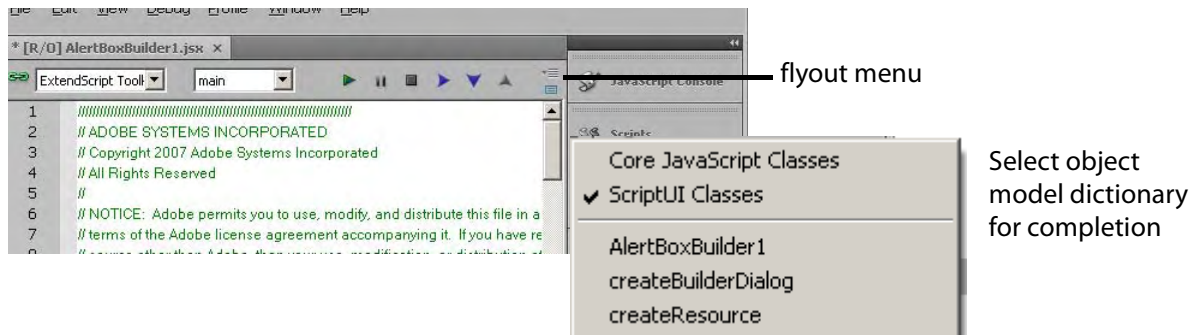 File Edit View Debug Profile Window Help
* [R/O] AlertBoxBuilder1.jsx ×
ExtendScript Toolk main
flyout menu
JavaScript Console
Scripts
1 ////////////////////////////////////////////////////////////
2 // ADOBE SYSTEMS INCORPORATED
3 // Copyright 2007 Adobe Systems Incorporated
4 // All Rights Reserved
5 //
6 // NOTICE: Adobe permits you to use, modify, and distribute this file in a
7 // terms of the Adobe license agreement accompanying it. If you have re
Core JavaScript Classes
✔ ScriptUI Classes
AlertBoxBuilder1
createBuilderDialog
createResource
Select object
model dictionary
for completion